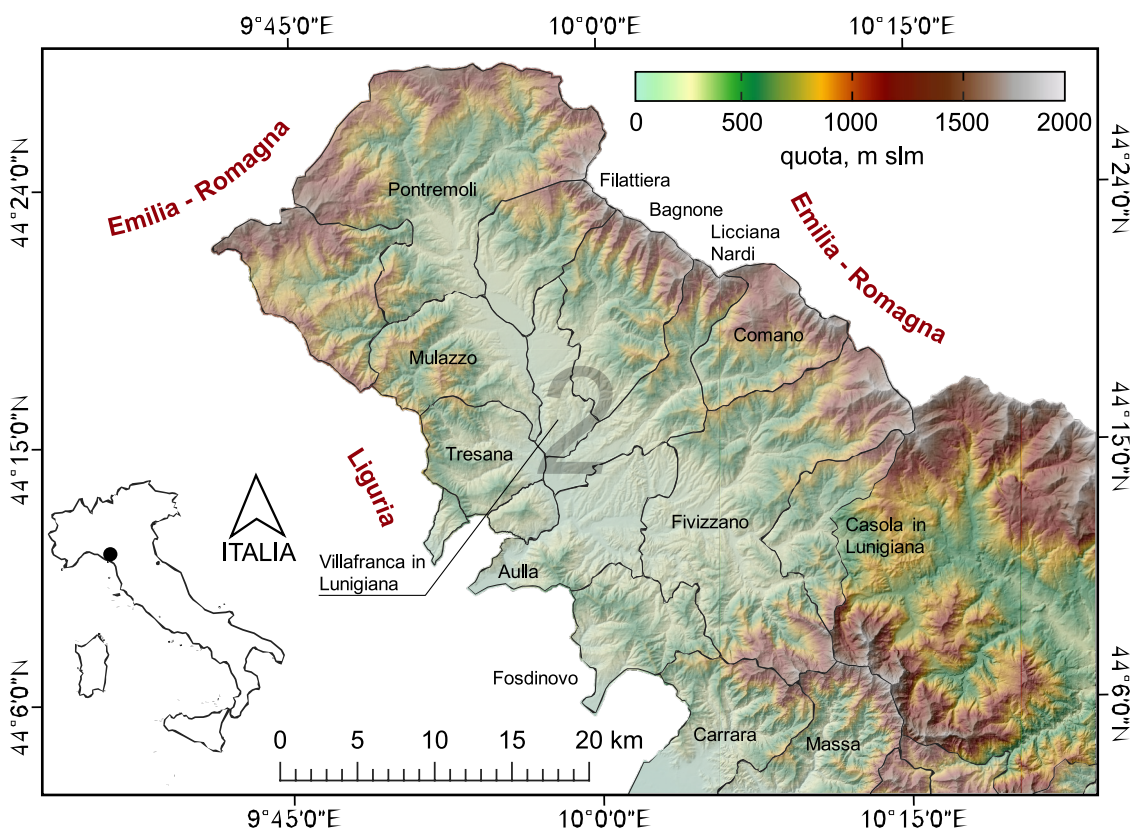 9°45'0"E
10°0'0"E
10°15'0"E
0
500
1000
1500
2000
quota, m slm
44°24'0"N
44°24'0"N
Emilia - Romagna
Pontremoli
Filattiera
Bagnone
Licciana
Nardi
Emilia - Romagna
Comano
Mulazzo
2
44°15'0"N
44°15'0"N
Liguria
Tresana
Fivizzano
Casola in
Lunigiana
ITALIA
Villafranca in
Lunigiana
Aulla
Fosdinovo
44°6'0"N
44°6'0"N
Carrara
Massa
0
5
10
15
20 km
9°45'0"E
10°0'0"E
10°15'0"E